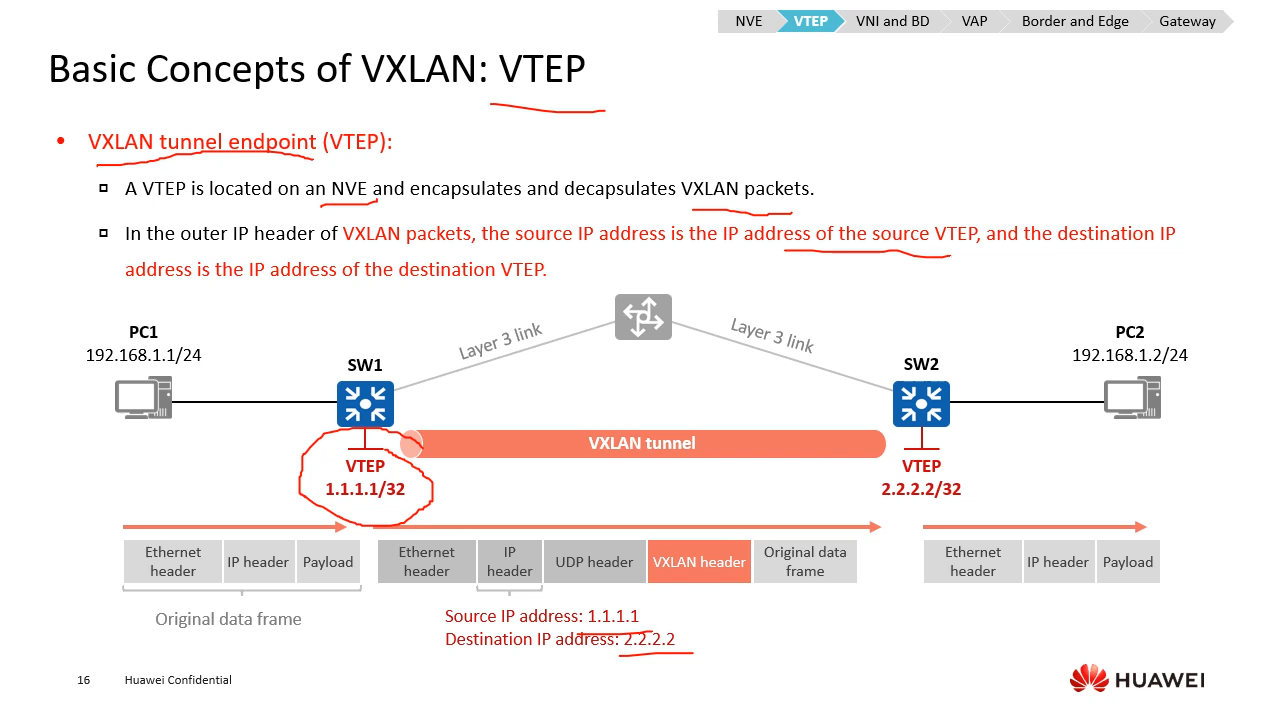 NVE VTEP VNI and BD VAP Border and Edge Gateway
Basic Concepts of VXLAN: VTEP
• VXLAN tunnel endpoint (VTEP):
A VTEP is located on an NVE and encapsulates and decapsulates VXLAN packets.
In the outer IP header of VXLAN packets, the source IP address is the IP address of the source VTEP, and the destination IP
address is the IP address of the destination VTEP.
PC1
192.168.1.1/24
SW1
Layer 3 link
Layer 3 link
SW2
PC2
192.168.1.2/24
VXLAN tunnel
VTEP
1.1.1.1/32
VTEP
2.2.2.2/32
Ethernet
header
IP header
Payload
Ethernet
header
IP
header
UDP header
VXLAN header
Original data
frame
Ethernet
header
IP header
Payload
Original data frame
Source IP address: 1.1.1.1
Destination IP address: 2.2.2.2
16 Huawei Confidential
HUAWEI